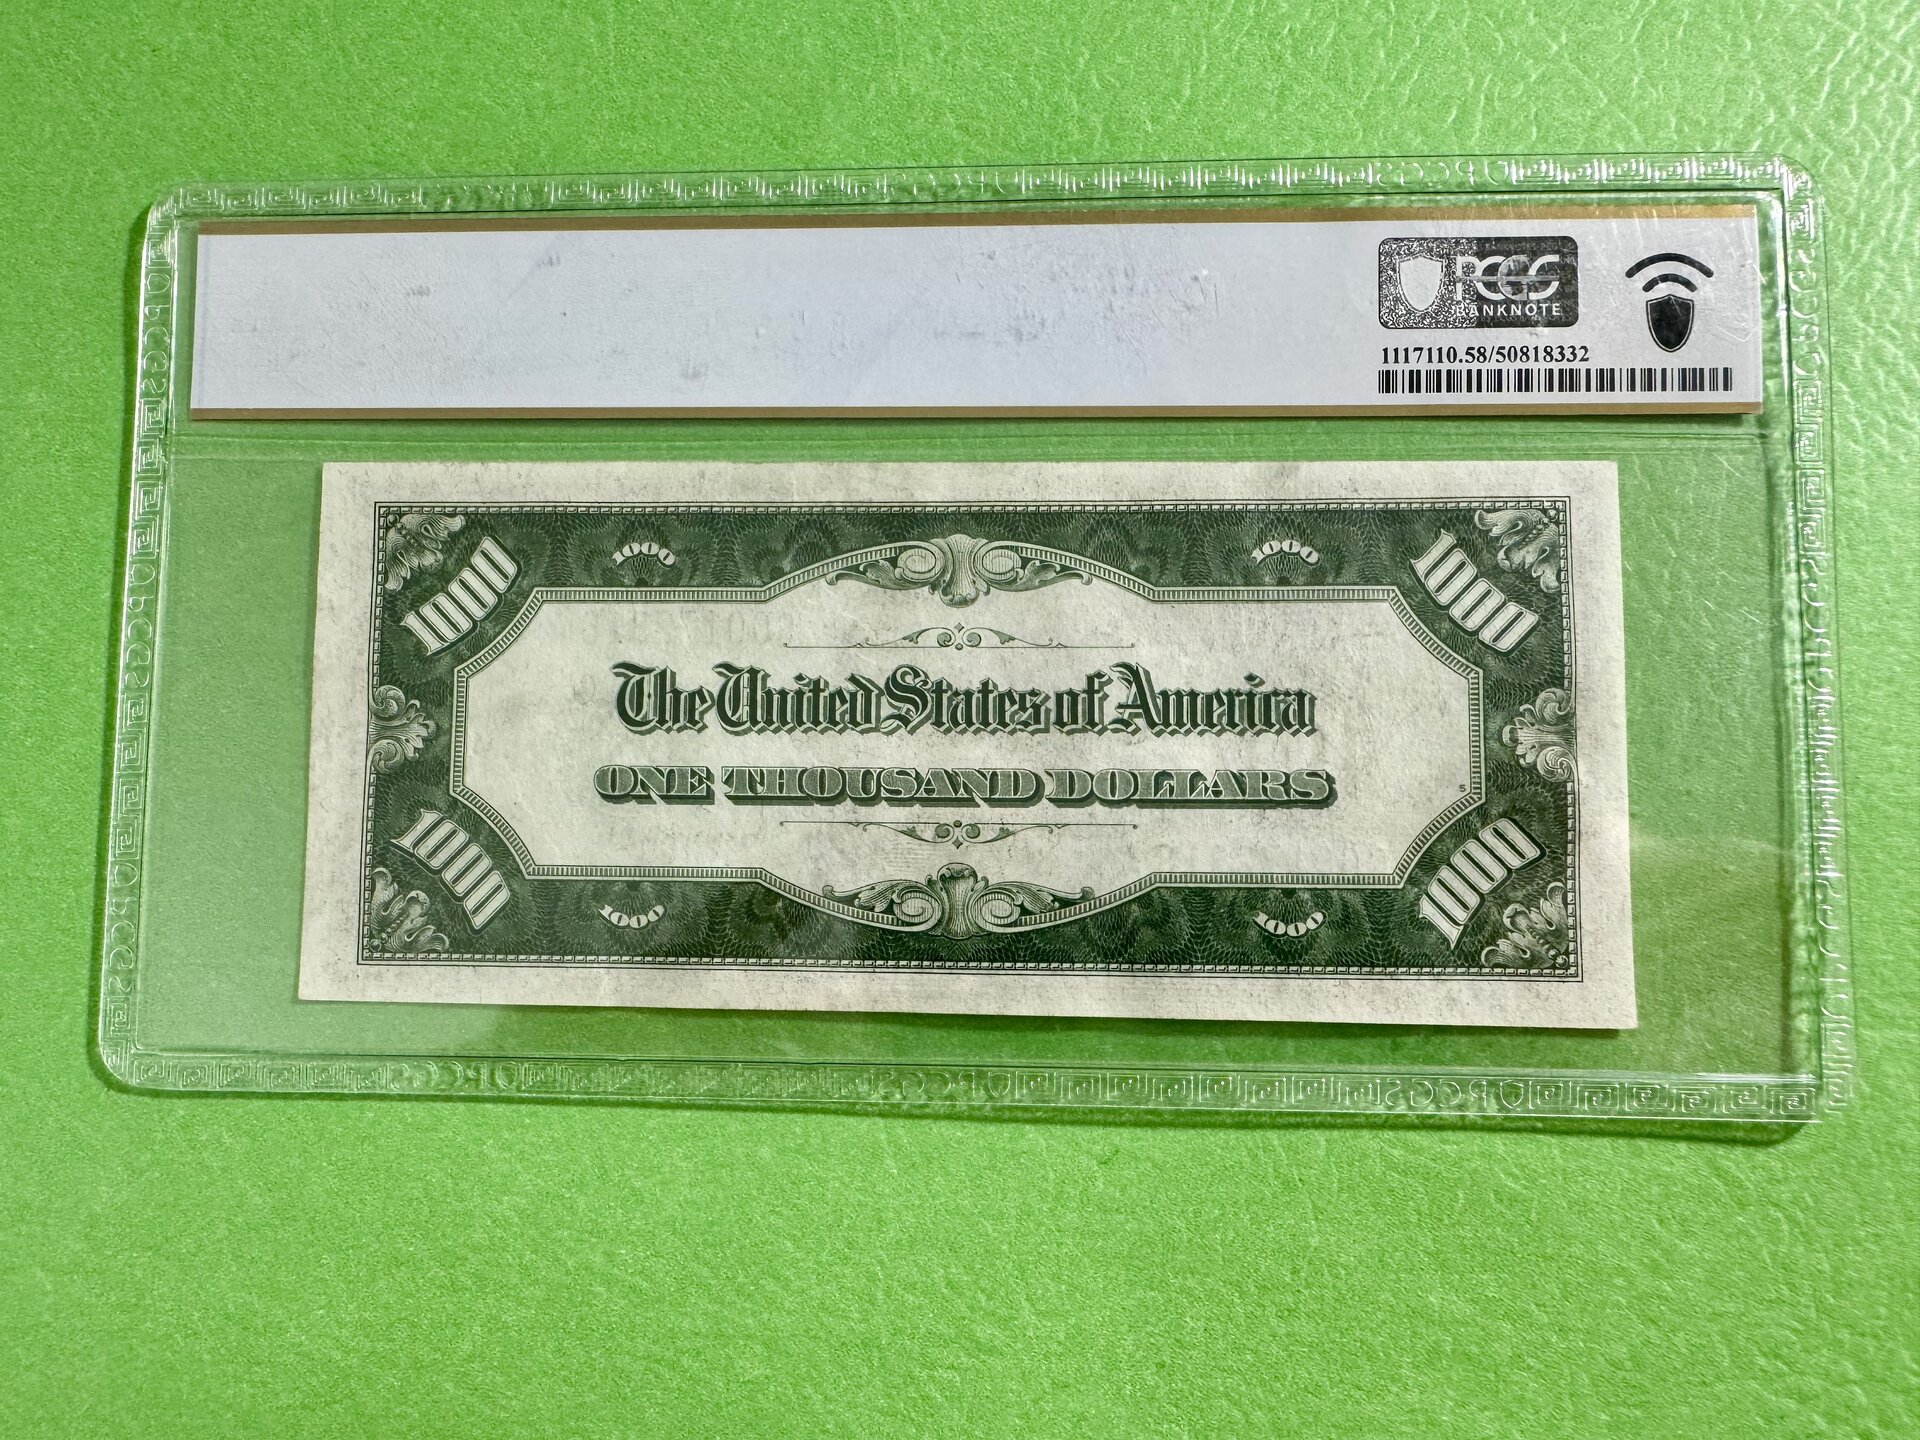 PCGS
BANKNOTE
1117110.58/50818332
1000 1000 1000 1000
The United States of America
ONE THOUSAND DOLLARS
5
1000 1000 1000 1000